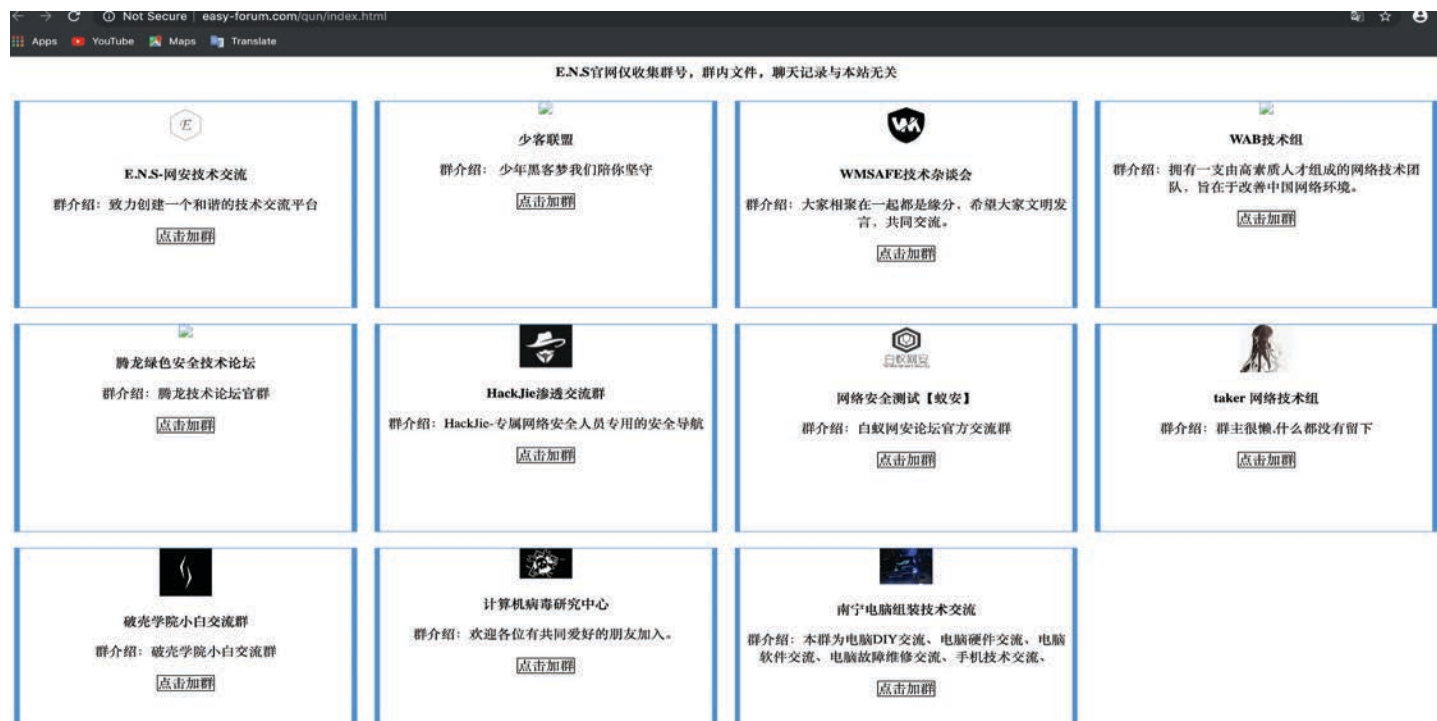 Not Secure | easy-forum.com/qun/index.html
Apps YouTube Maps Translate
E.N.S官网仅收集群号，群内文件，聊天记录与本站无关
E
E.N.S-网安技术交流
群介绍：致力创建一个和谐的技术交流平台
点击加群
少客联盟
群介绍： 少年黑客梦我们陪你坚守
点击加群
WMSAFE技术杂谈会
群介绍：大家相聚在一起都是缘分，希望大家文明发
言，共同交流。
点击加群
WAB技术组
群介绍：拥有一支由高素质人才组成的网络技术团
队，旨在于改善中国网络环境。
点击加群
腾龙绿色安全技术论坛
群介绍：腾龙技术论坛官群
点击加群
HackJie渗透交流群
群介绍：HackJie-专属网络安全人员专用的安全导航
点击加群
白蚁网安
网络安全测试【蚁安】
群介绍：白蚁网安论坛官方交流群
点击加群
taker 网络技术组
群介绍：群主很懒,什么都没有留下
点击加群
破壳学院小白交流群
群介绍：破壳学院小白交流群
点击加群
计算机病毒研究中心
群介绍：欢迎各位有共同爱好的朋友加入。
点击加群
南宁电脑组装技术交流
群介绍：本群为电脑DIY交流、电脑硬件交流、电脑
软件交流、电脑故障维修交流、手机技术交流、
点击加群